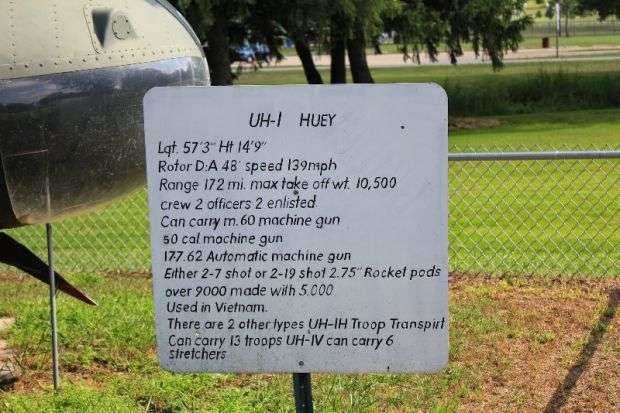 UH-1 HUEY
Lgt. 57'3" Ht 14'9"
Rotor D:A 48' speed 139mph
Range 172 mi. max take off wt. 10,500
crew 2 officers 2 enlisted
Can carry m.60 machine gun
50 cal machine gun
177.62 Automatic machine gun
Either 2-7 shot or 2-19 shot 2.75" Rocket pods
over 9000 made with 5.000
Used in Vietnam.
There are 2 other types UH-1H Troop Transpirt
Can carry 13 troops UH-1V can carry 6
stretchers